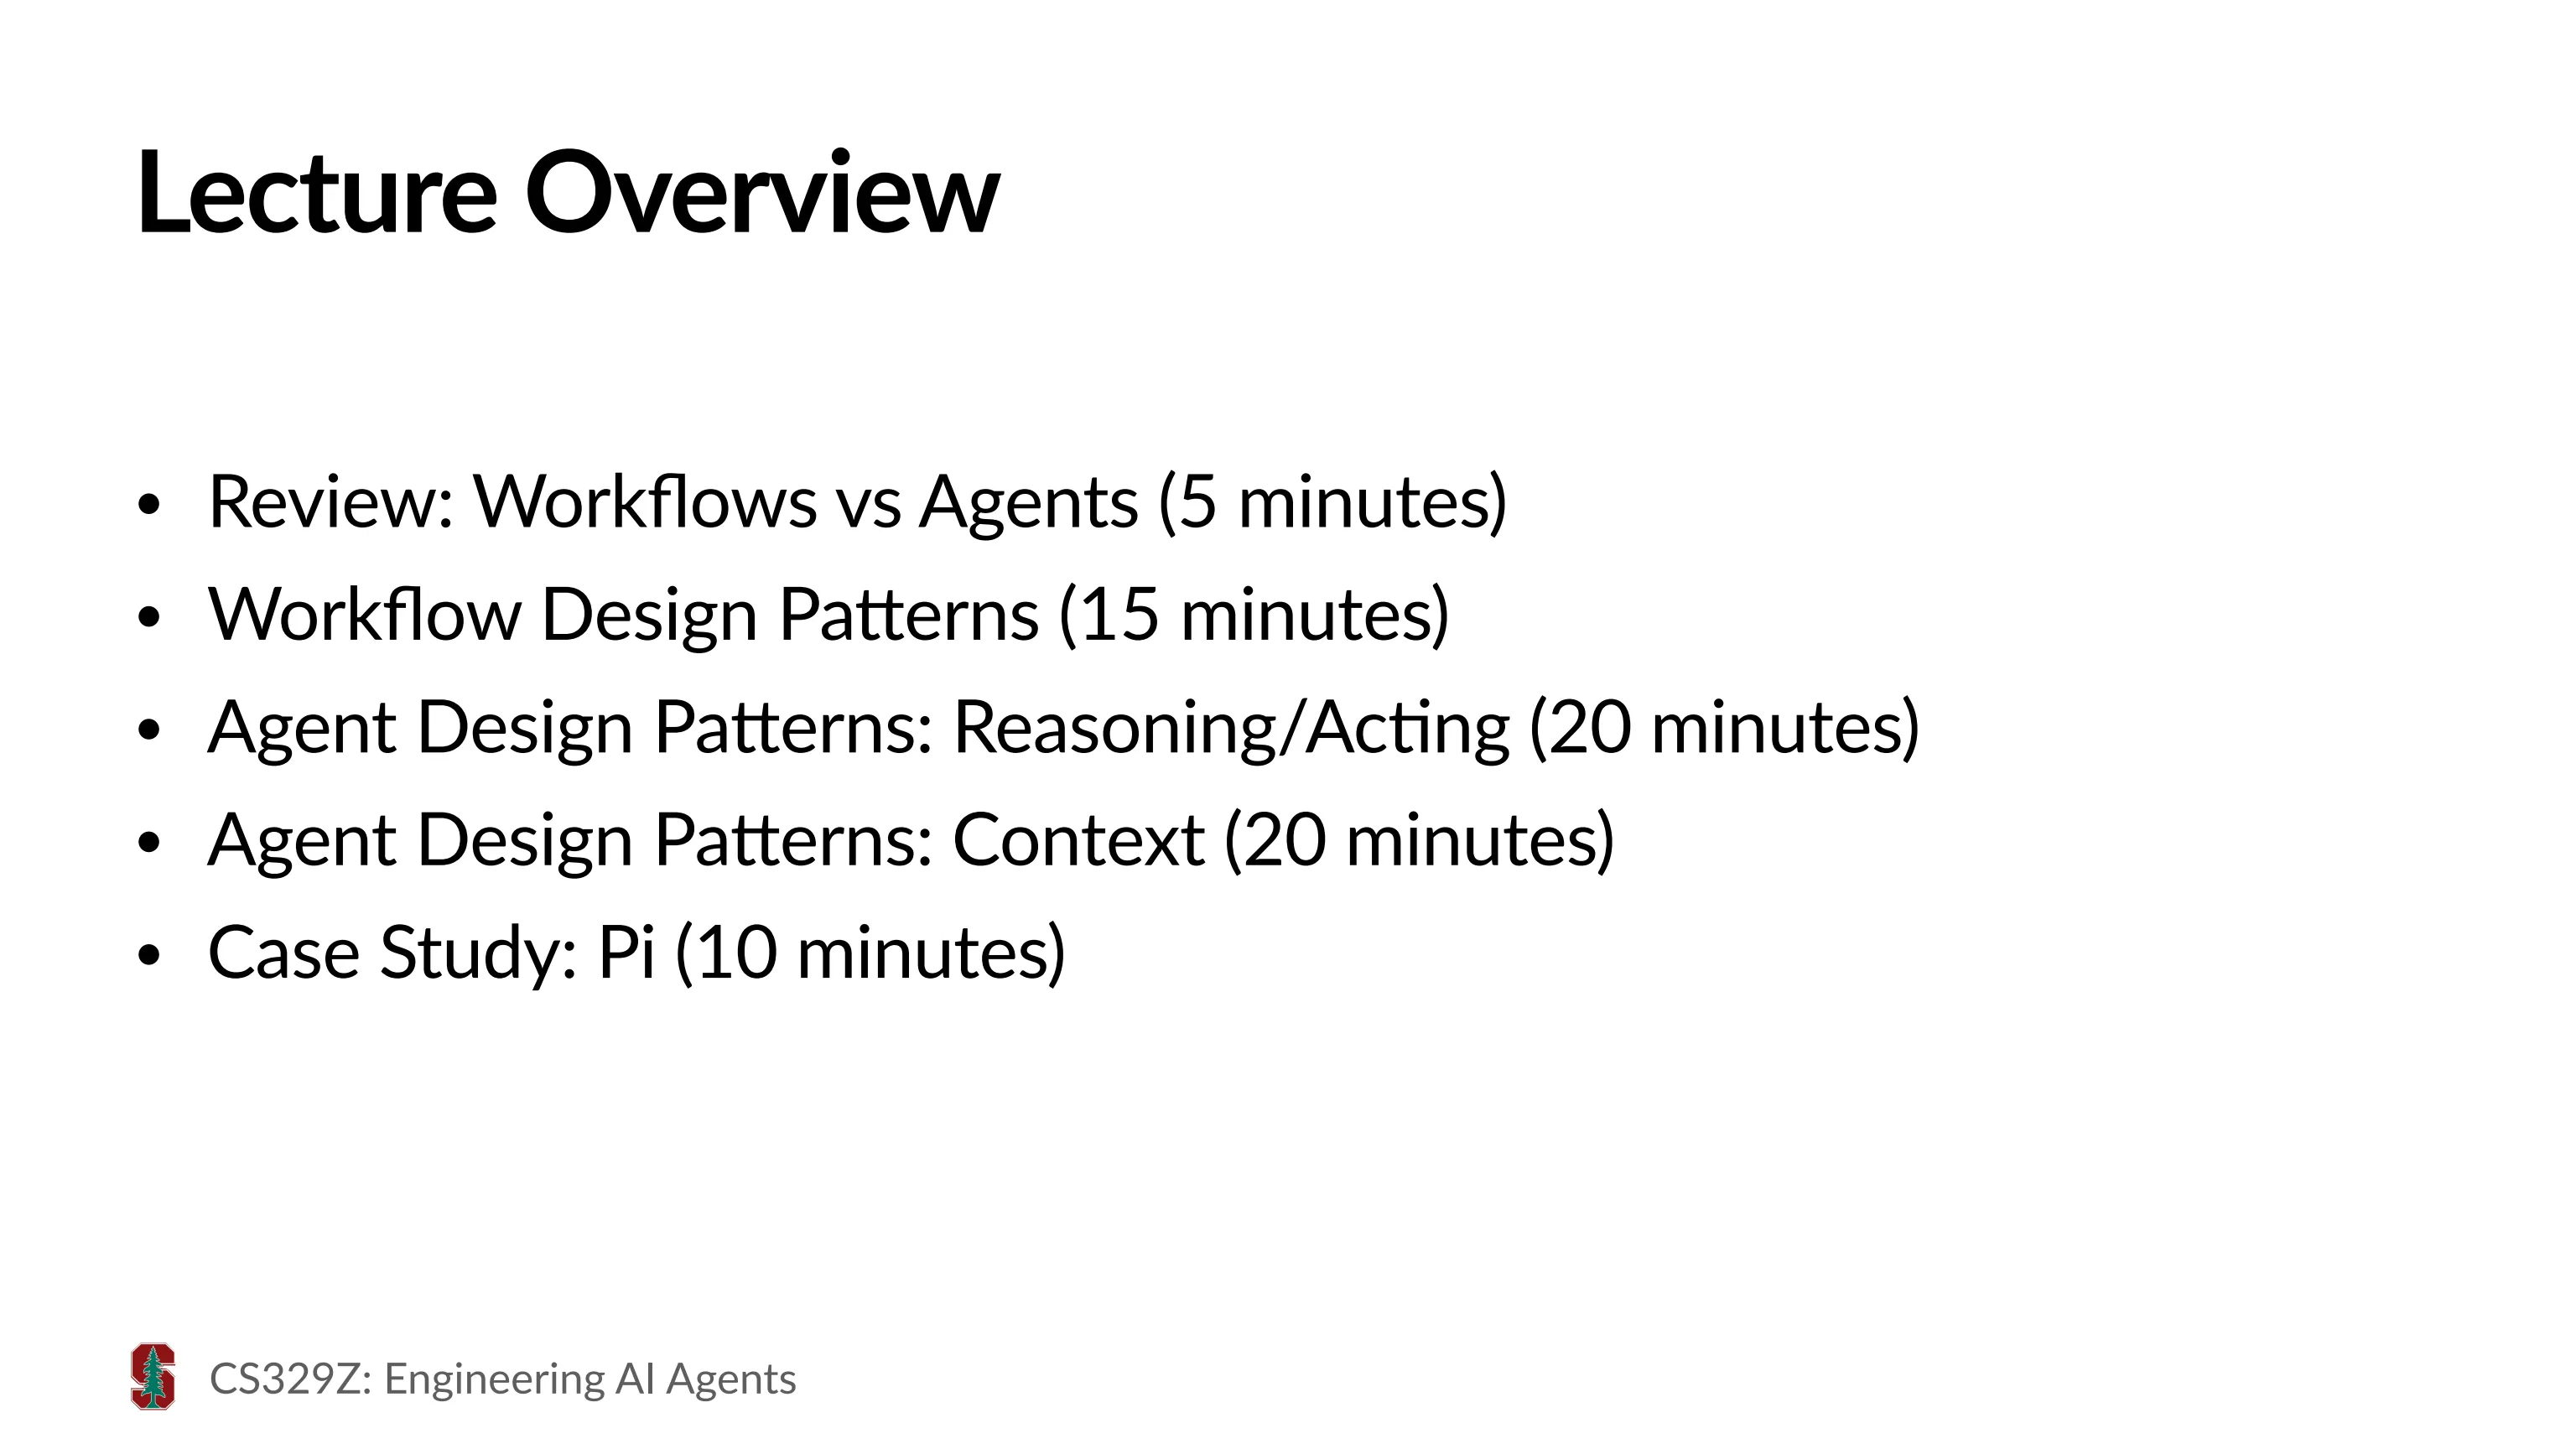 Lecture Overview
• Review: Workflows vs Agents (5 minutes)
• Workflow Design Patterns (15 minutes)
• Agent Design Patterns: Reasoning/Acting (20 minutes)
• Agent Design Patterns: Context (20 minutes)
• Case Study: Pi (10 minutes)
CS329Z: Engineering AI Agents